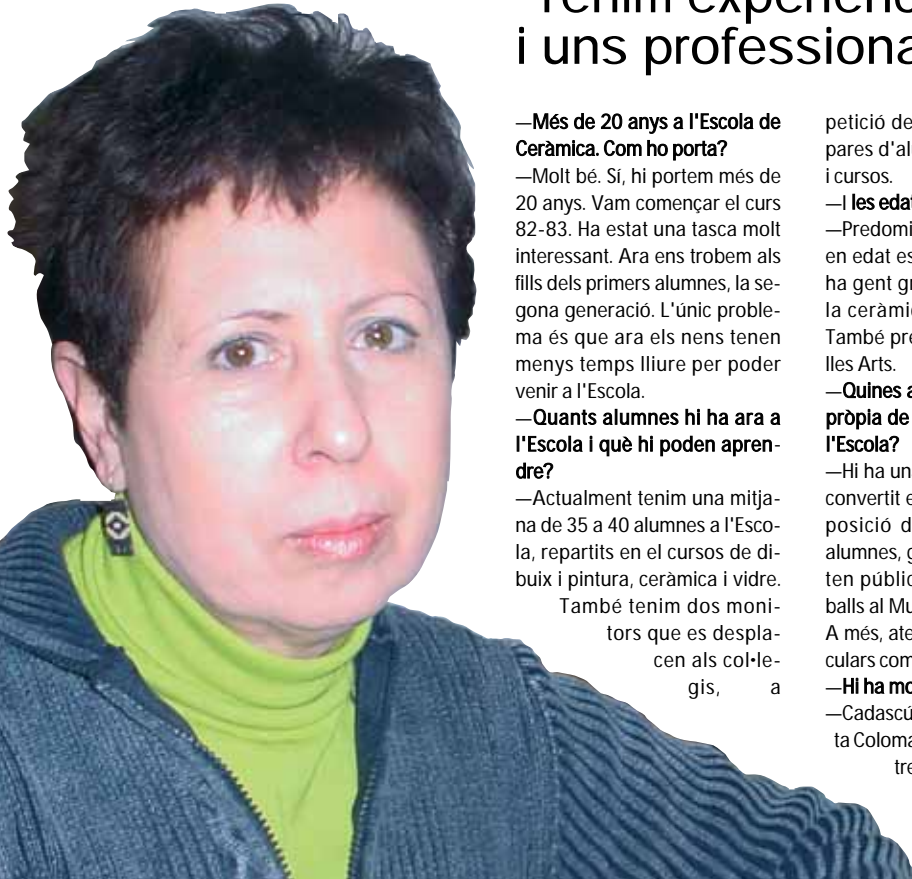 i uns professiona
—Més de 20 anys a l'Escola de
Ceràmica. Com ho porta?
—Molt bé. Sí, hi portem més de
20 anys. Vam començar el curs
82-83. Ha estat una tasca molt
interessant. Ara ens trobem als
fills dels primers alumnes, la se-
gona generació. L'únic proble-
ma és que ara els nens tenen
menys temps lliure per poder
venir a l'Escola.
—Quants alumnes hi ha ara a
l'Escola i què hi poden apren-
dre?
—Actualment tenim una mitja-
na de 35 a 40 alumnes a l'Esco-
la, repartits en el cursos de di-
buix i pintura, ceràmica i vidre.
També tenim dos moni-
tors que es despla-
cen als col•le-
gis, a
petició de
pares d'al
i cursos.
—I les edat
—Predomi
en edat es
ha gent gr
la ceràmic
També pre
lles Arts.
—Quines a
pròpia de
l'Escola?
—Hi ha un
convertit e
posició d
alumnes, g
ten públic
balls al Mu
A més, ate
culars com
—Hi ha mo
—Cadascú
ta Coloma
tre